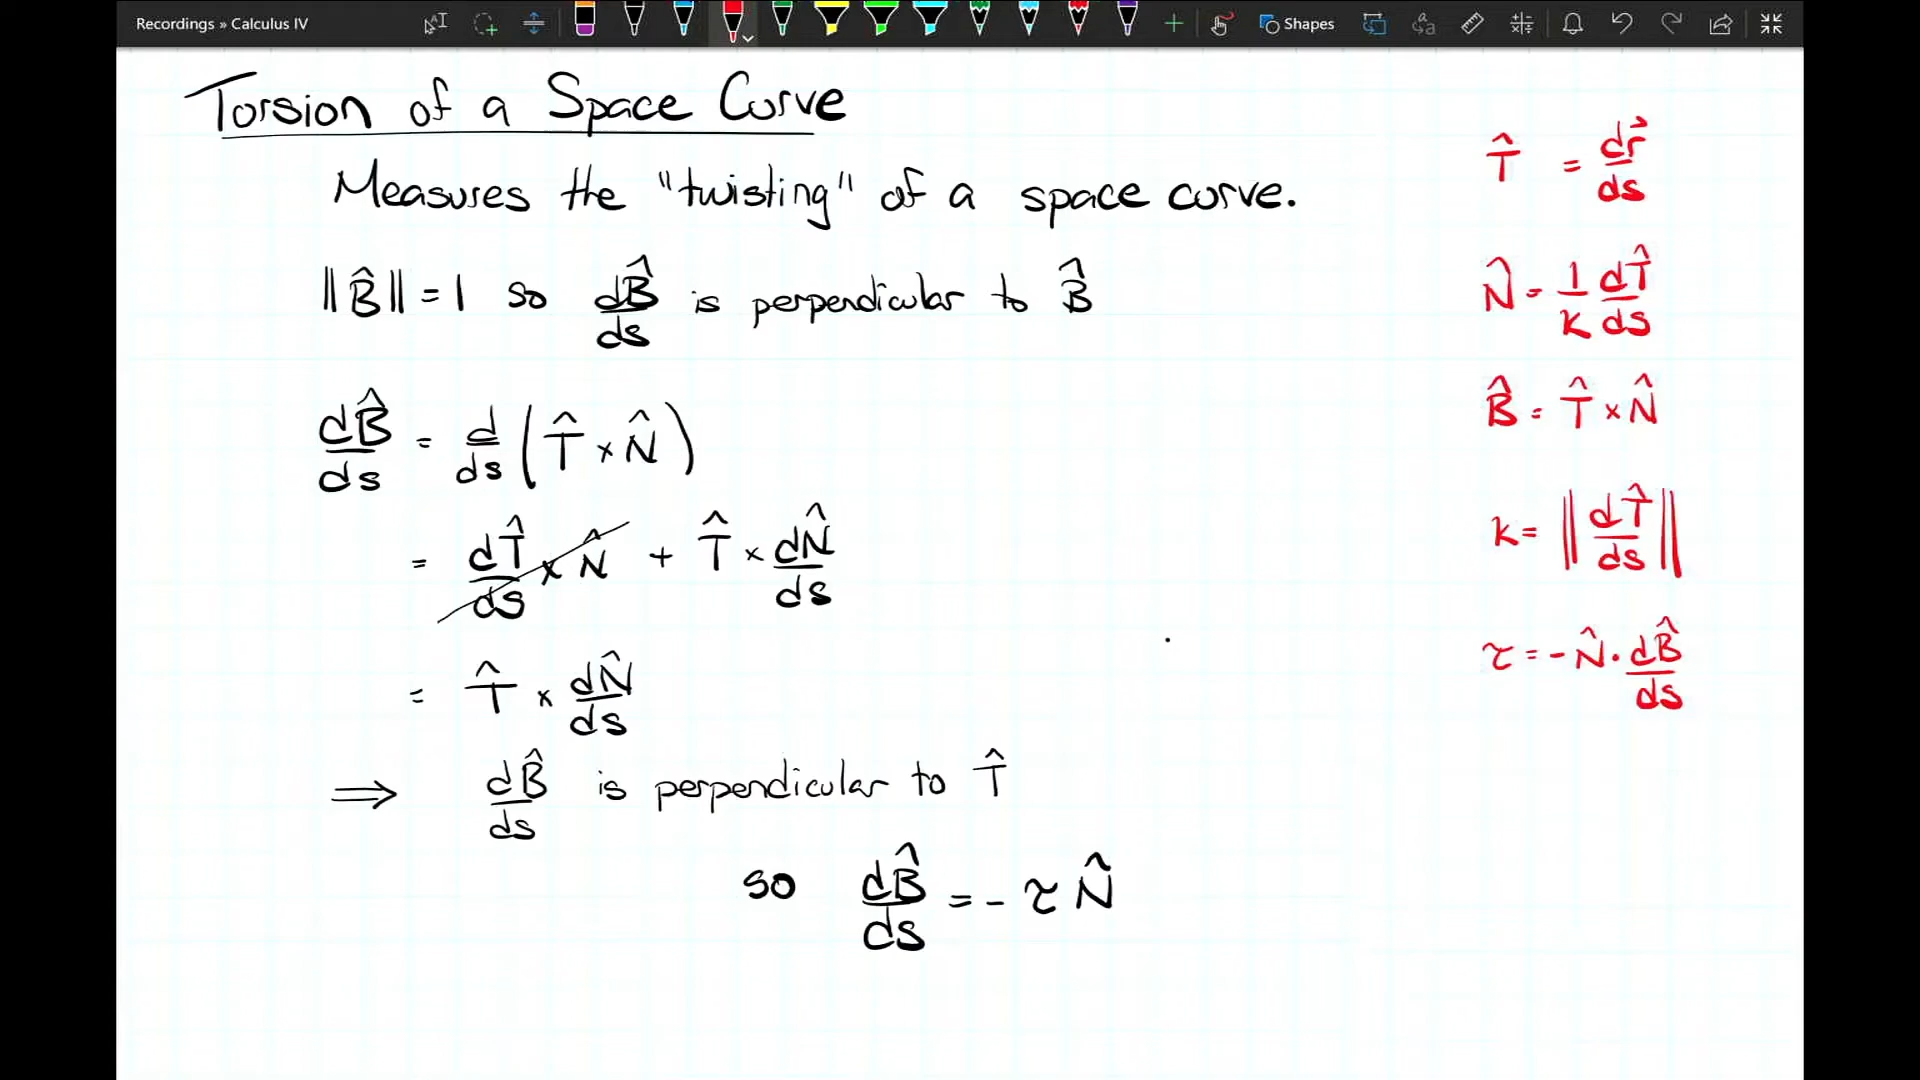 Recordings » Calculus IV
Shapes
Torsion of a Space Curve
Measures the "twisting" of a space curve.
‖B̂‖ = 1 so dB̂/ds is perpendicular to B̂
dB̂/ds = d/ds (T̂ × N̂)
= dT̂/ds × N̂ + T̂ × dN̂/ds
= T̂ × dN̂/ds
⟹ dB̂/ds is perpendicular to T̂
so dB̂/ds = - τ N̂
T̂ = dr⃗/ds
N̂ = 1/κ dT̂/ds
B̂ = T̂ × N̂
κ = ‖dT̂/ds‖
τ = - N̂ · dB̂/ds